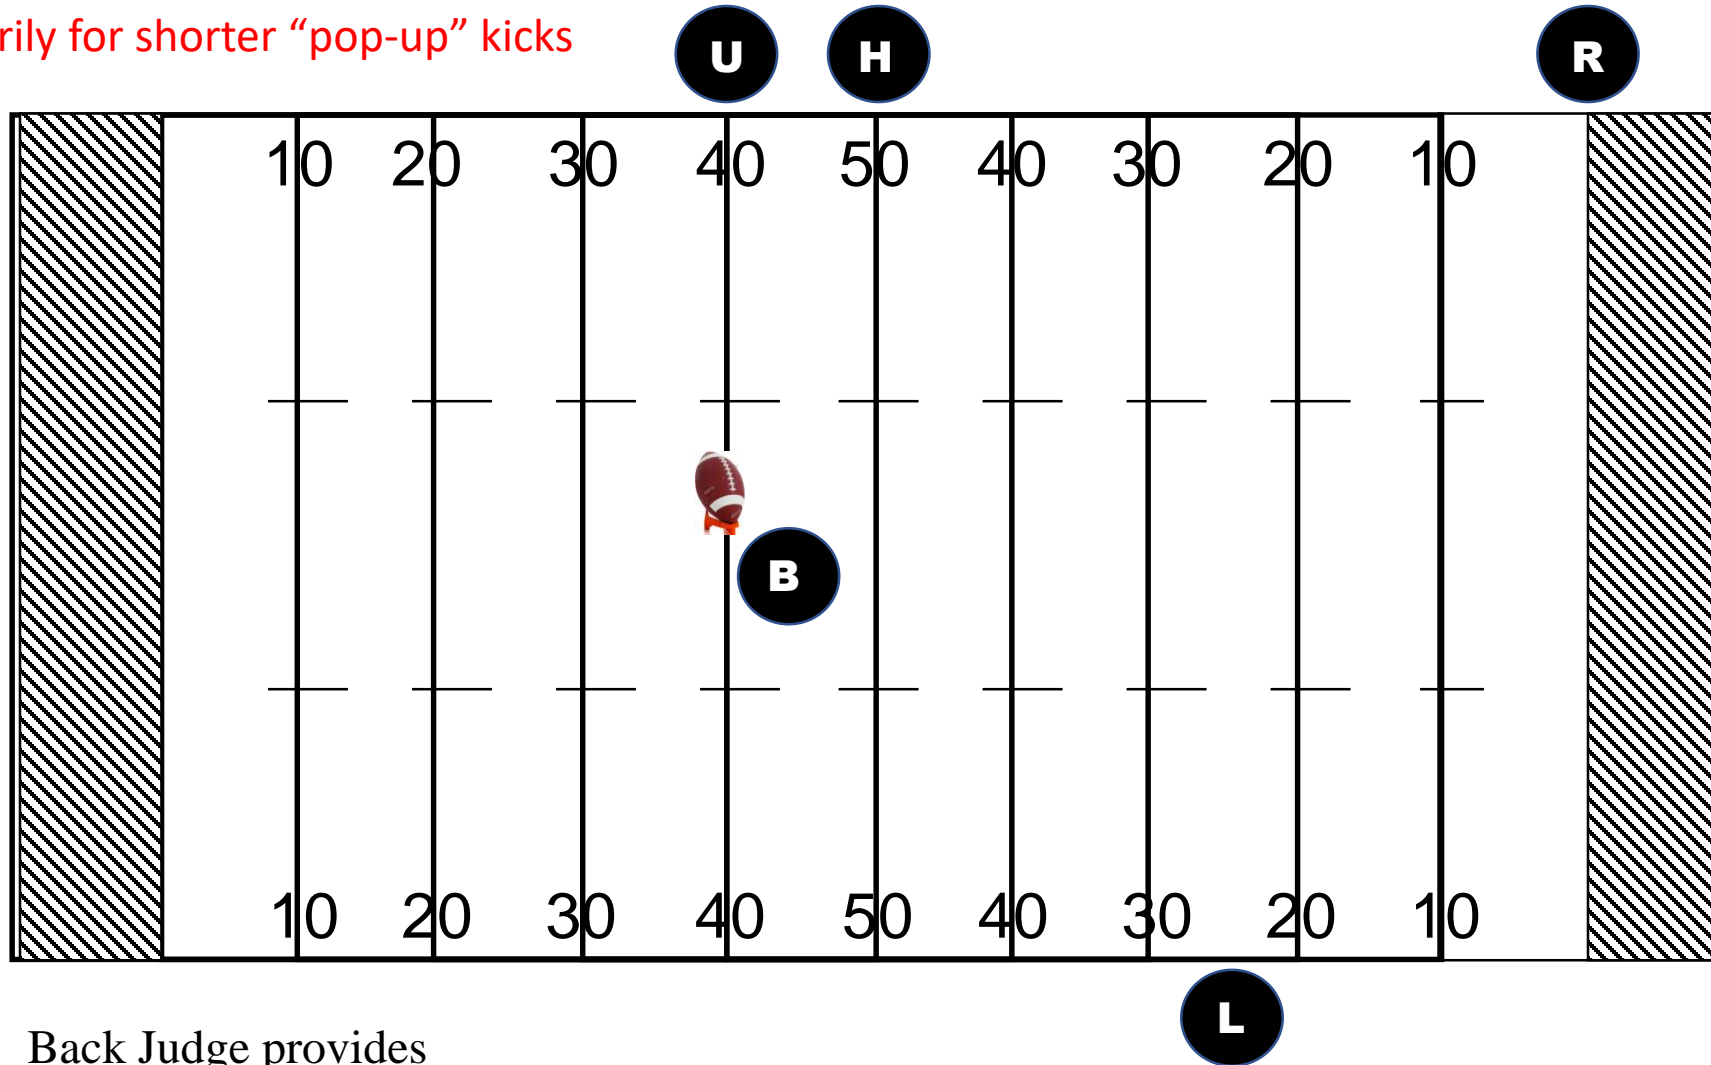 rily for shorter “pop-up” kicks
U H R
10 20 30 40 50 40 30 20 10
B
10 20 30 40 50 40 30 20 10
L
Back Judge provides